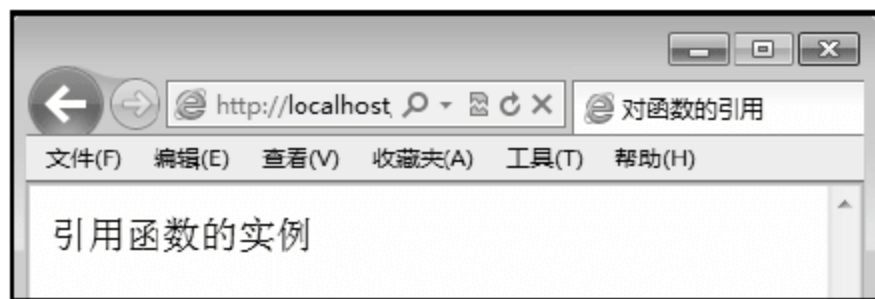 http://localhost, 对函数的引用
文件(F) 编辑(E) 查看(V) 收藏夹(A) 工具(T) 帮助(H)
引用函数的实例